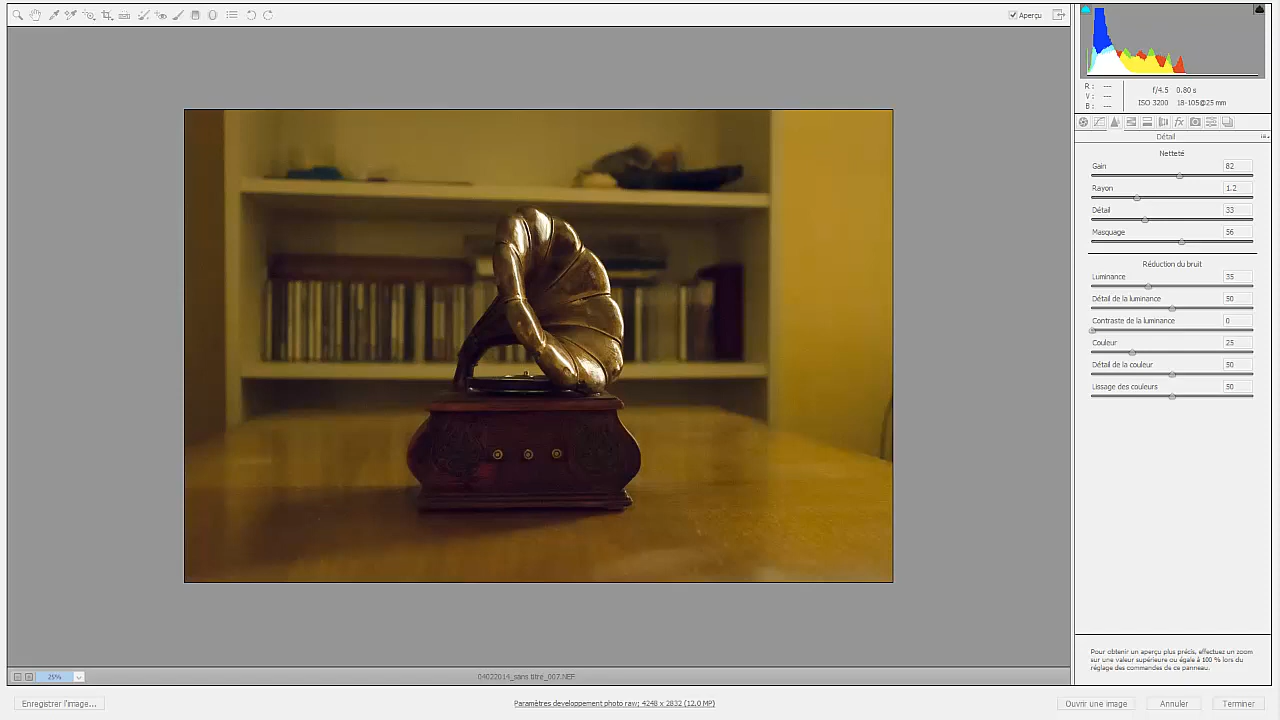 Aperçu
R : ---
V : ---
B : ---
f/4.5 0.80 s
ISO 3200 18-105@25 mm
fx
Détail
Netteté
Gain 82
Rayon 1.2
Détail 33
Masquage 56
Réduction du bruit
Luminance 35
Détail de la luminance 50
Contraste de la luminance 0
Couleur 25
Détail de la couleur 50
Lissage des couleurs 50
Pour obtenir un aperçu plus précis, effectuez un zoom
sur une valeur supérieure ou égale à 100 % lors du
réglage des commandes de ce panneau.
25%
04022014_sans titre_007.NEF
Enregistrer l'image...
Paramètres developpement photo raw; 4248 x 2832 (12.0 MP)
Ouvrir une image
Annuler
Terminer